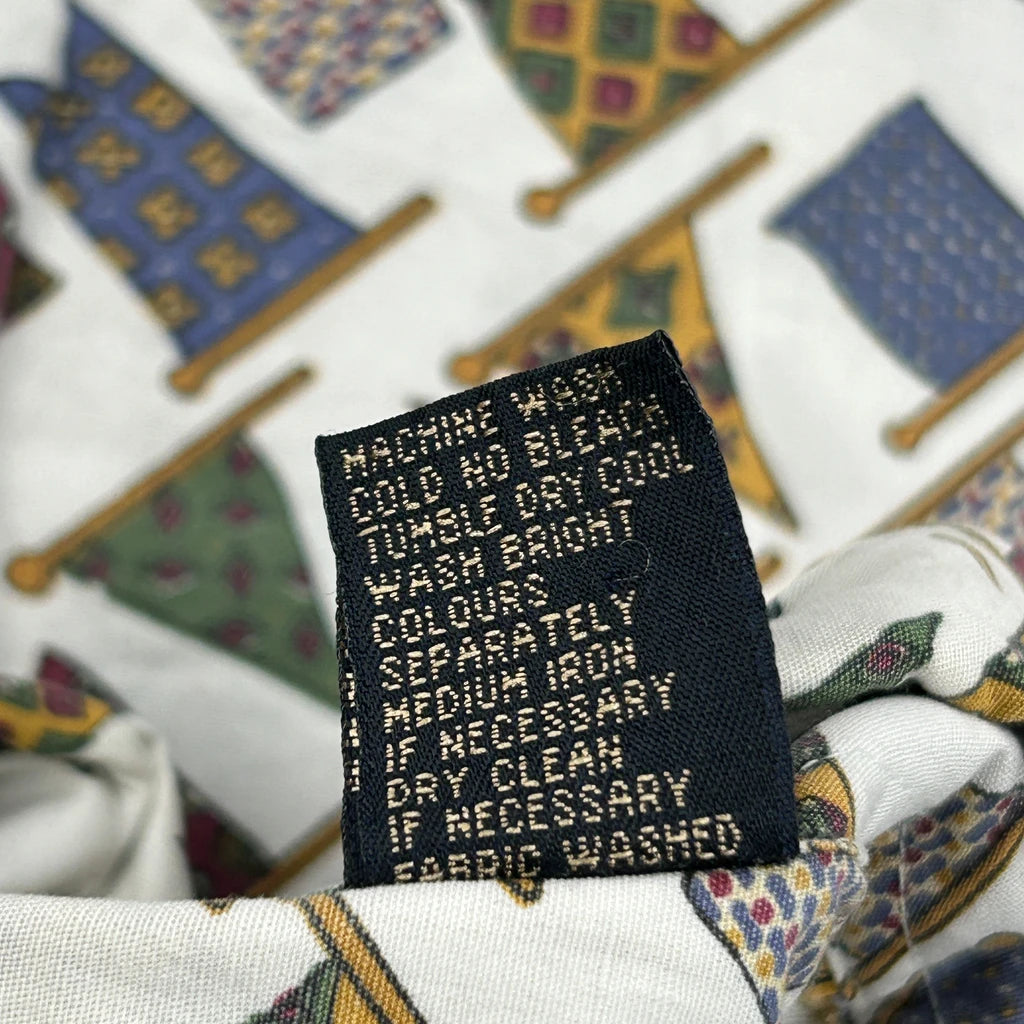 MACHINE WASH
COLD NO BLEACH
TUMBLE DRY COOL
WASH BRIGHT
COLOURS
SEPARATELY
MEDIUM IRON
IF NECESSARY
DRY CLEAN
IF NECESSARY
FABRIC WASHED